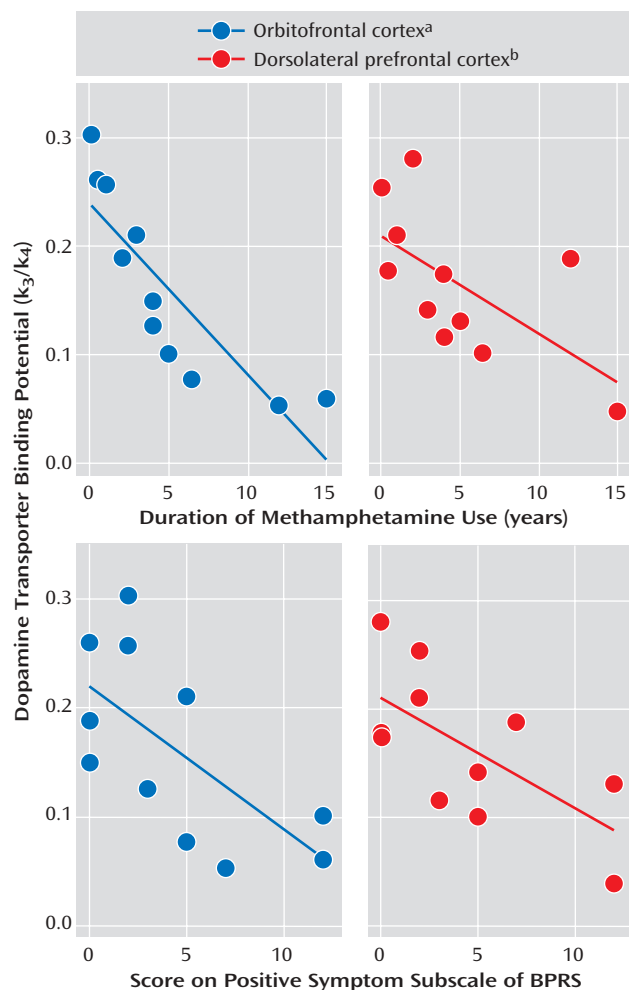 Orbitofrontal cortexa
Dorsolateral prefrontal cortexb
Dopamine Transporter Binding Potential (k3/k4)
0.3
0.2
0.1
0.0
0 5 10 15 0 5 10 15
Duration of Methamphetamine Use (years)
0.3
0.2
0.1
0.0
0 5 10 0 5 10
Score on Positive Symptom Subscale of BPRS